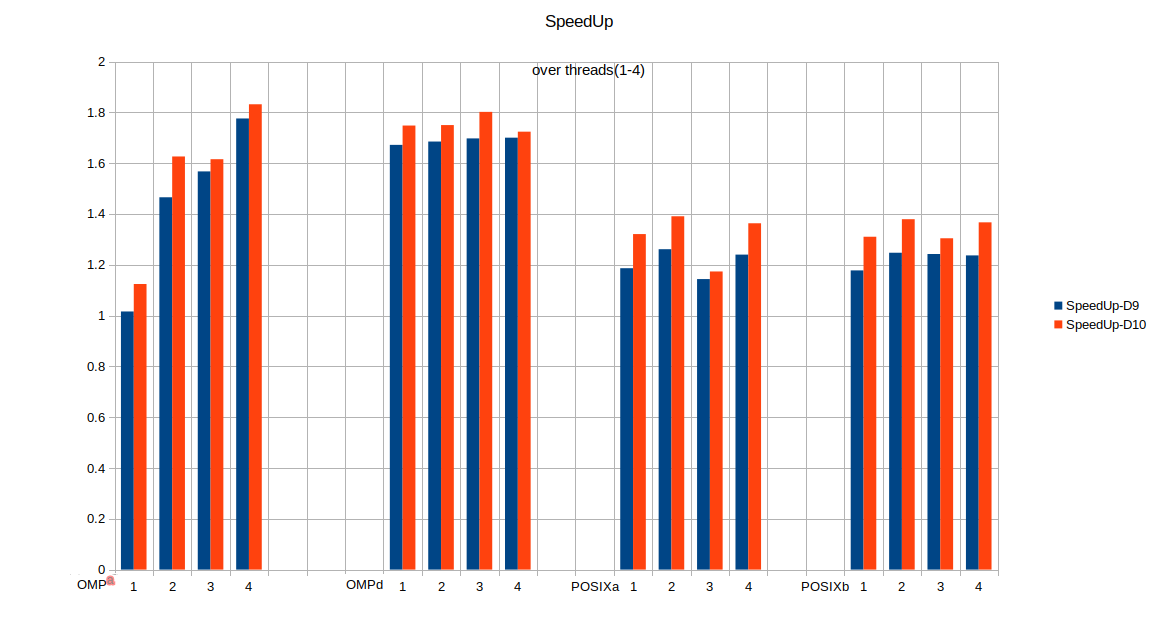 SpeedUp
over threads(1-4)
2
1.8
1.6
1.4
1.2
1
0.8
0.6
0.4
0.2
0
OMPa 1 2 3 4 OMPd 1 2 3 4 POSIXa 1 2 3 4 POSIXb 1 2 3 4
SpeedUp-D9
SpeedUp-D10